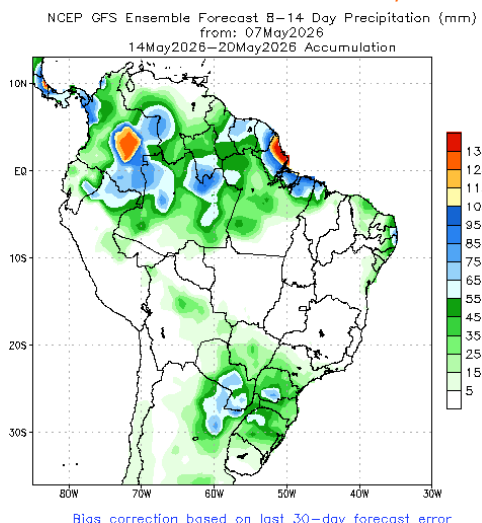 NCEP GFS Ensemble Forecast 8-14 Day Precipitation (mm)
from: 07May2026
14May2026-20May2026 Accumulation
10N
EQ
10S
20S
30S
80W
70W
60W
50W
40W
30W
13
12
11
10
95
85
75
65
55
45
35
25
15
5
Bias correction based on last 30-day forecast error